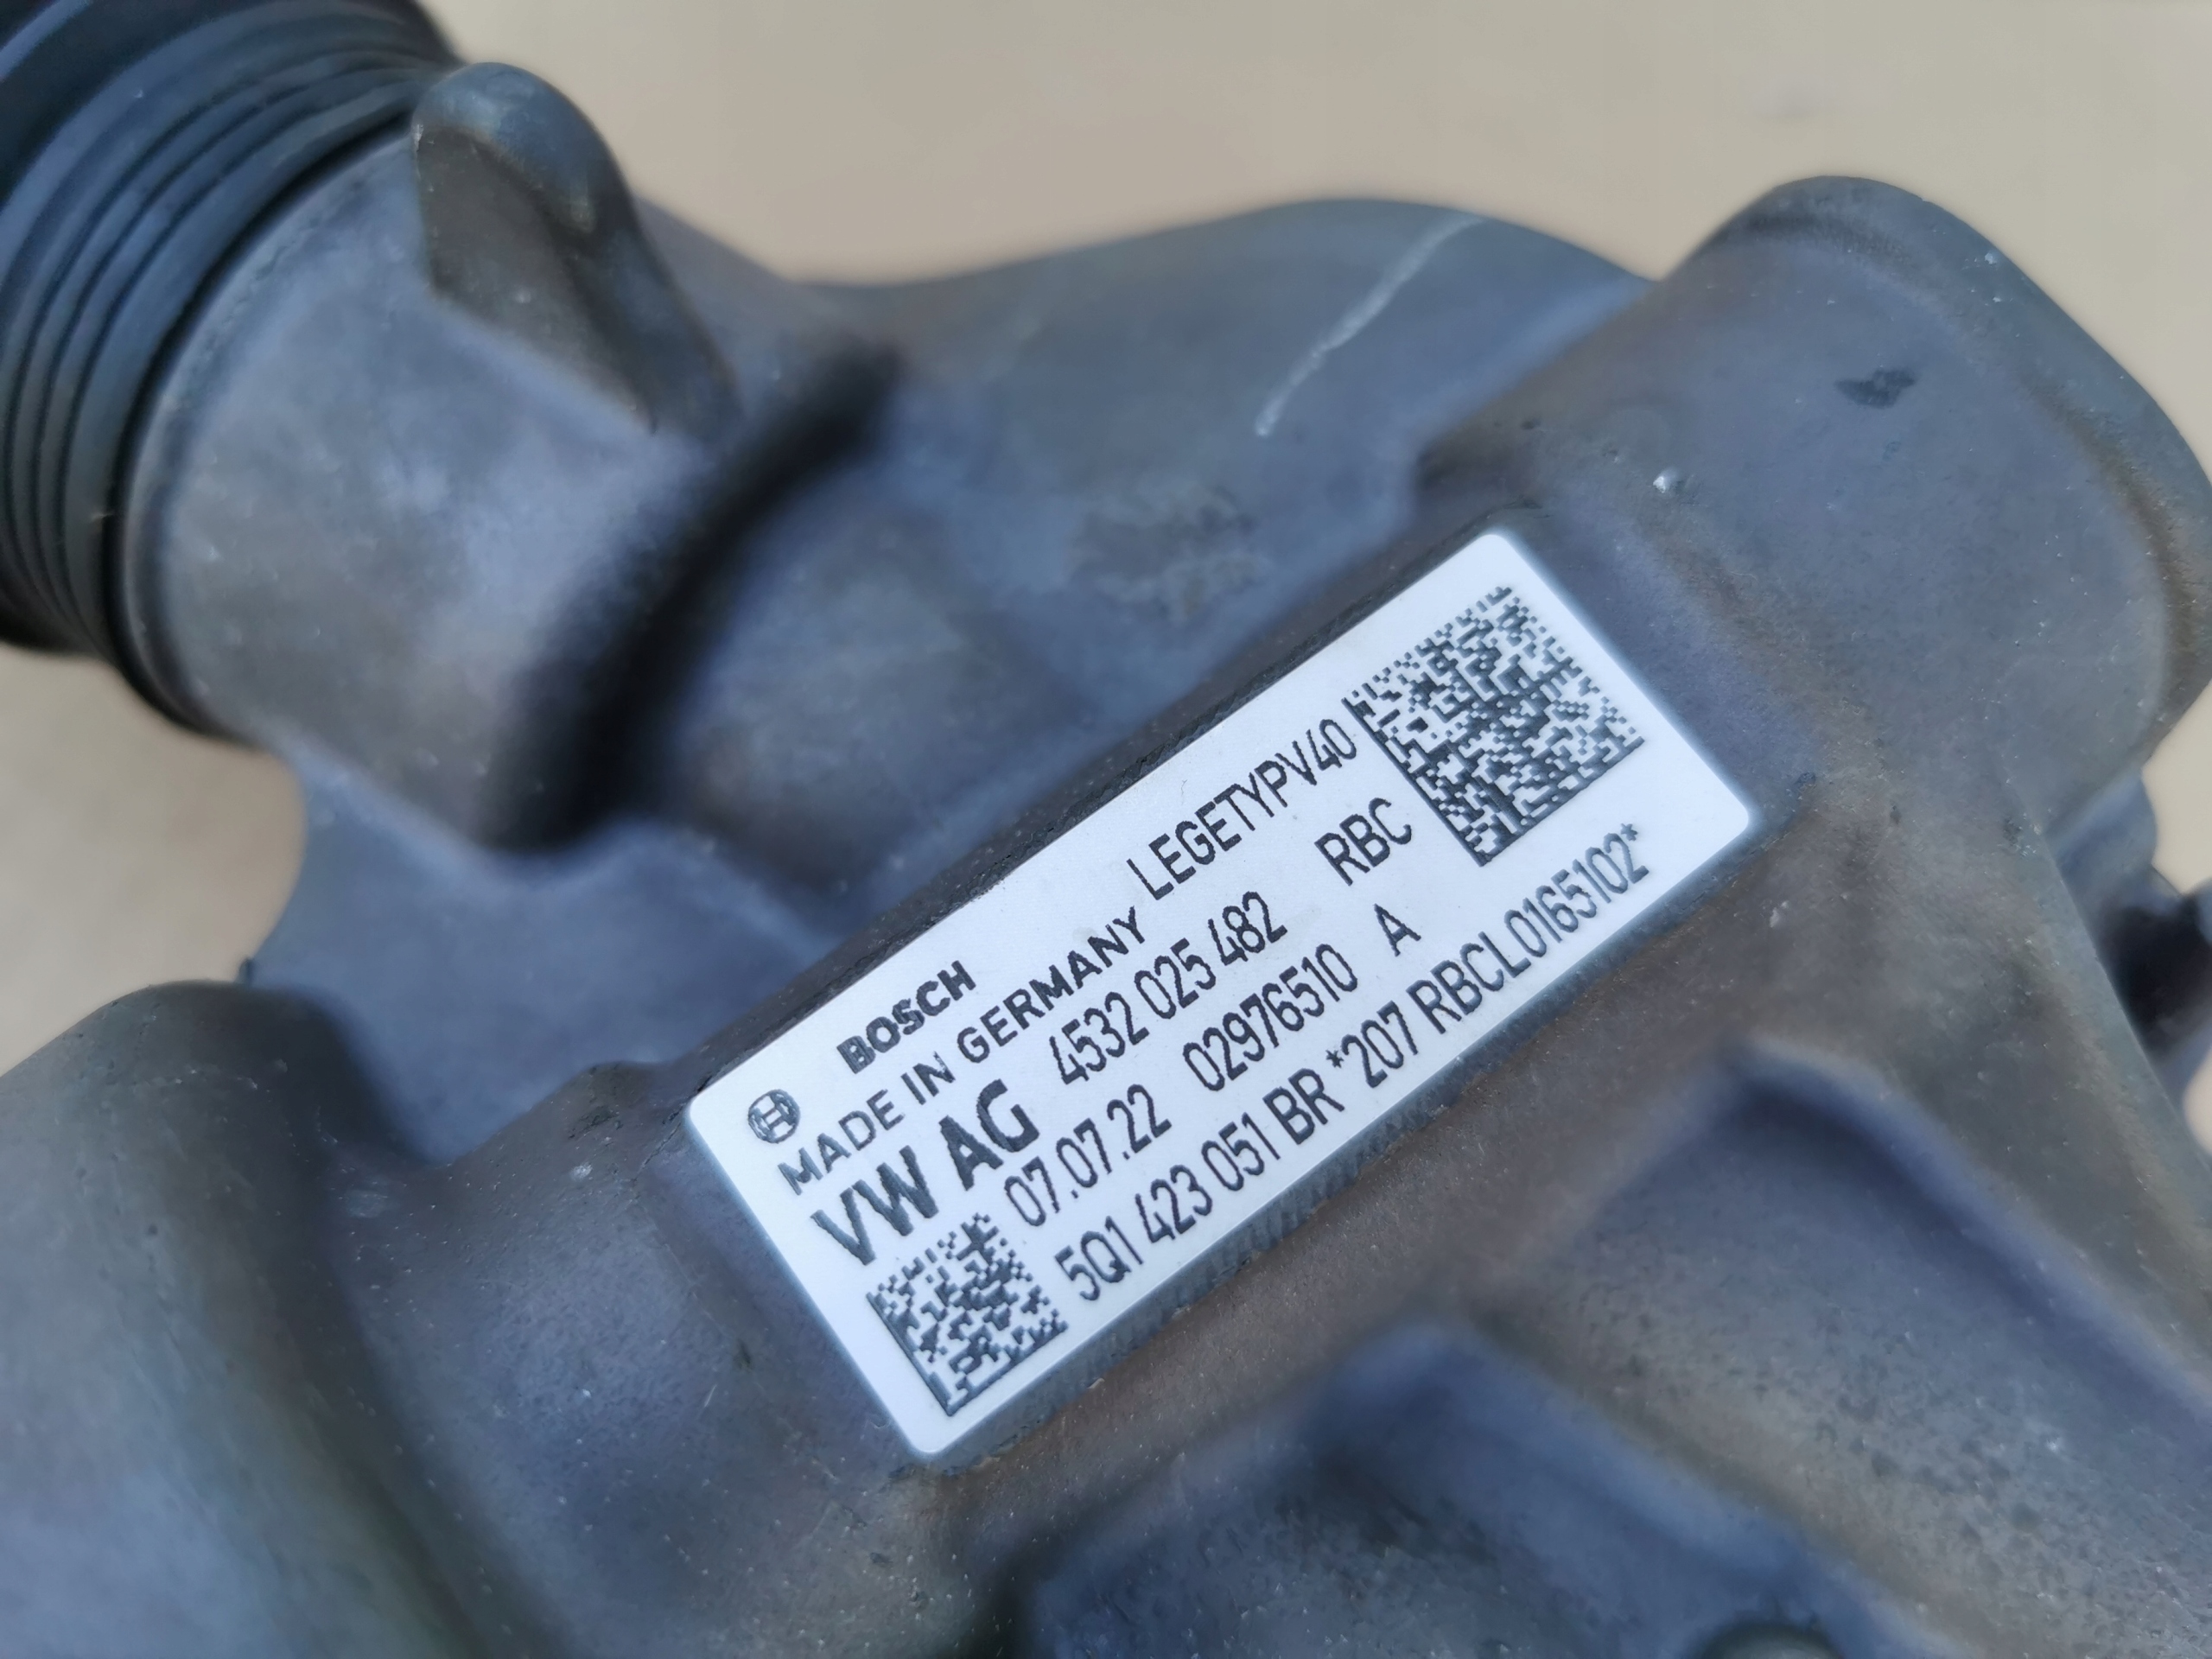 BOSCH
MADE IN GERMANY LEGETYPV40
VW AG 4532 025 482 RBC
07.07.22 02976510 A
5Q1 423 051 BR *207 RBCL0165102*